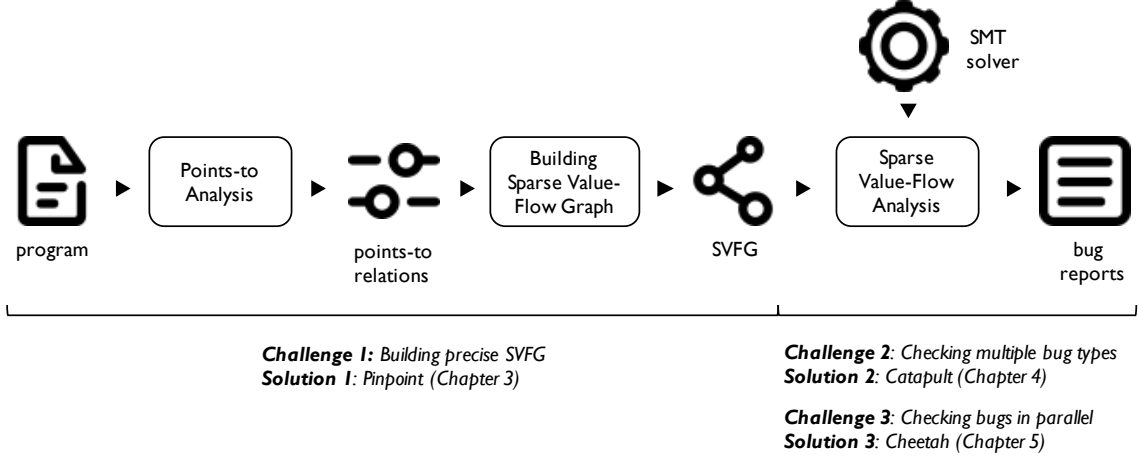 SMT
solver
Points-to
Analysis
Building
Sparse Value-
Flow Graph
Sparse
Value-Flow
Analysis
program
points-to
relations
SVFG
bug
reports
Challenge 1: Building precise SVFG
Solution 1: Pinpoint (Chapter 3)
Challenge 2: Checking multiple bug types
Solution 2: Catapult (Chapter 4)
Challenge 3: Checking bugs in parallel
Solution 3: Cheetah (Chapter 5)